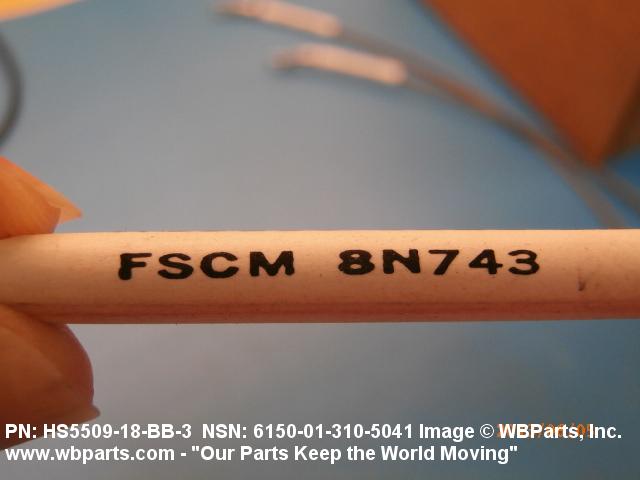 FSCM 8N743
PN: HS5509-18-BB-3 NSN: 6150-01-310-5041 Image © WBParts, Inc.
www.wbparts.com - "Our Parts Keep the World Moving"